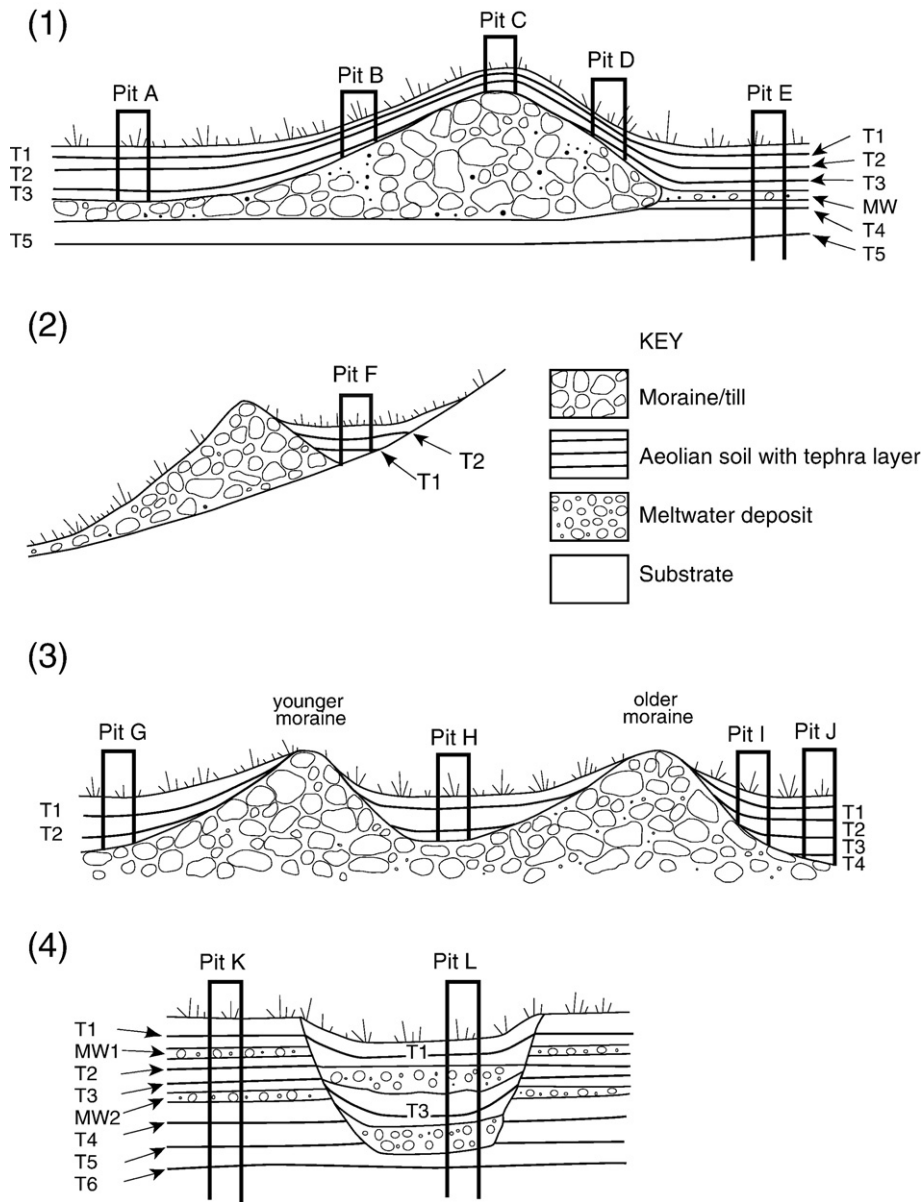 (1)
Pit A
Pit B
Pit C
Pit D
Pit E
T1
T2
T3
T5
T1
T2
T3
MW
T4
T5
(2)
Pit F
T2
T1
KEY
Moraine/till
Aeolian soil with tephra layer
Meltwater deposit
Substrate
(3)
Pit G
younger
moraine
Pit H
older
moraine
Pit I
Pit J
T1
T2
T1
T2
T3
T4
(4)
Pit K
Pit L
T1
MW1
T2
T3
MW2
T4
T5
T6
T1
T3